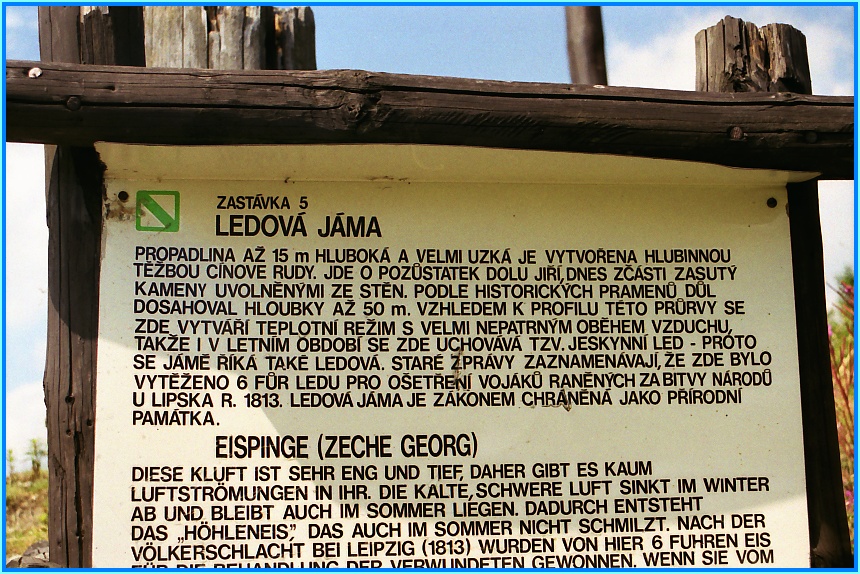 ZASTÁVKA 5
LEDOVÁ JÁMA
PROPADLINA AŽ 15 m HLUBOKÁ A VELMI UZKÁ JE VYTVOŘENA HLUBINNOU
TĚŽBOU CÍNOVE RUDY. JDE O POZŮSTATEK DOLU JIŘÍ, DNES ZČÁSTI ZASUTÝ
KAMENY UVOLNĚNÝMI ZE STĚN. PODLE HISTORICKÝCH PRAMENŮ DŮL
DOSAHOVAL HLOUBKY AŽ 50 m. VZHLEDEM K PROFILU TÉTO PRŮRVY SE
ZDE VYTVÁŘÍ TEPLOTNÍ REŽIM S VELMI NEPATRNÝM OBĚHEM VZDUCHU,
TAKŽE I V LETNÍM OBDOBÍ SE ZDE UCHOVÁVÁ TZV. JESKYNNÍ LED - PROTO
SE JÁMĚ ŘÍKÁ TAKÉ LEDOVÁ. STARÉ ZPRÁVY ZAZNAMENÁVAJÍ, ŽE ZDE BYLO
VYTĚŽENO 6 FŮR LEDU PRO OŠETŘENÍ VOJÁKŮ RANĚNÝCH ZA BITVY NÁRODŮ
U LIPSKA R. 1813. LEDOVÁ JÁMA JE ZÁKONEM CHRÁNĚNÁ JAKO PŘÍRODNÍ
PAMÁTKA.
EISPINGE (ZECHE GEORG)
DIESE KLUFT IST SEHR ENG UND TIEF, DAHER GIBT ES KAUM
LUFTSTRÖMUNGEN IN IHR. DIE KALTE, SCHWERE LUFT SINKT IM WINTER
AB UND BLEIBT AUCH IM SOMMER LIEGEN. DADURCH ENTSTEHT
DAS „HÖHLENEIS", DAS AUCH IM SOMMER NICHT SCHMILZT. NACH DER
VÖLKERSCHLACHT BEI LEIPZIG (1813) WURDEN VON HIER 6 FUHREN EIS
FÜR DIE BEHANDLUNG DER VERWUNDETEN GEWONNEN. WENN SIE VOM